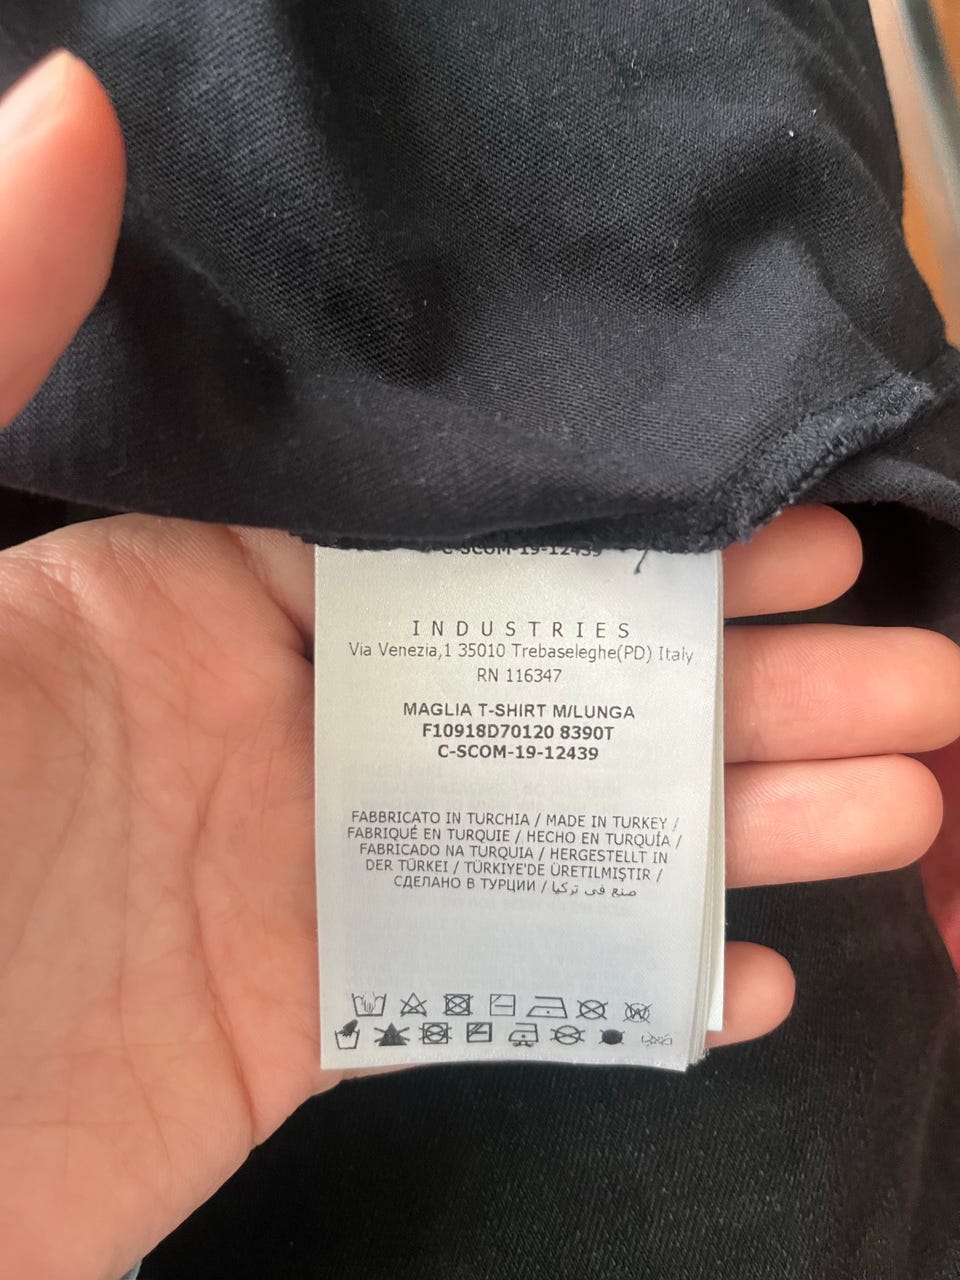 C-SCOM-19-12439
INDUSTRIES
Via Venezia,1 35010 Trebaseleghe(PD) Italy
RN 116347
MAGLIA T-SHIRT M/LUNGA
F10918D70120 8390T
C-SCOM-19-12439
FABBRICATO IN TURCHIA / MADE IN TURKEY /
FABRIQUÉ EN TURQUIE / HECHO EN TURQUÍA /
FABRICADO NA TURQUIA / HERGESTELLT IN
DER TÜRKEI / TÜRKIYE'DE ÜRETILMIŞTIR /
СДЕЛАНО В ТУРЦИИ / صنع في تركيا